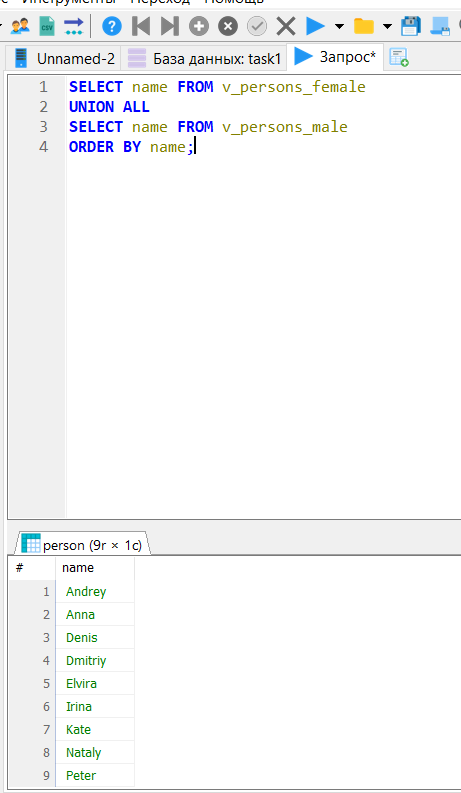 Инструменты Переход Помощь
CSV
Unnamed-2 База данных: task1 Запрос*
1 SELECT name FROM v_persons_female
2 UNION ALL
3 SELECT name FROM v_persons_male
4 ORDER BY name;
person (9r × 1c)
# name
1 Andrey
2 Anna
3 Denis
4 Dmitriy
5 Elvira
6 Irina
7 Kate
8 Nataly
9 Peter